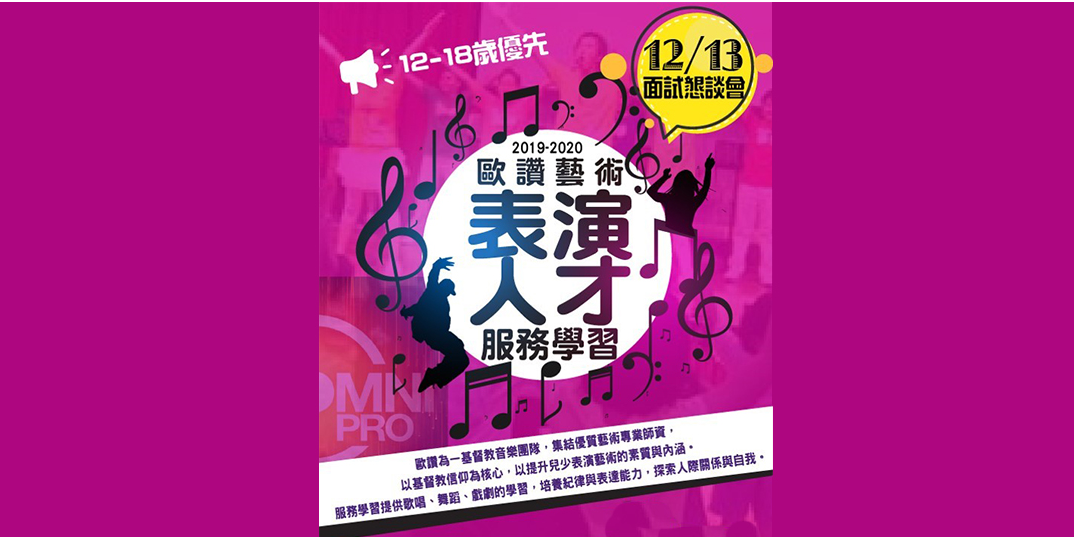 12-18歲優先
12/13
面試懇談會
2019-2020
歐讚藝術
表演
人才
服務學習
OMNI
PRO
歐讚為一基督教音樂團隊，集結優質藝術專業師資，
以基督教信仰為核心，以提升兒少表演藝術的素質與內涵。
服務學習提供歌唱、舞蹈、戲劇的學習，培養紀律與表達能力，探索人際關係與自我。